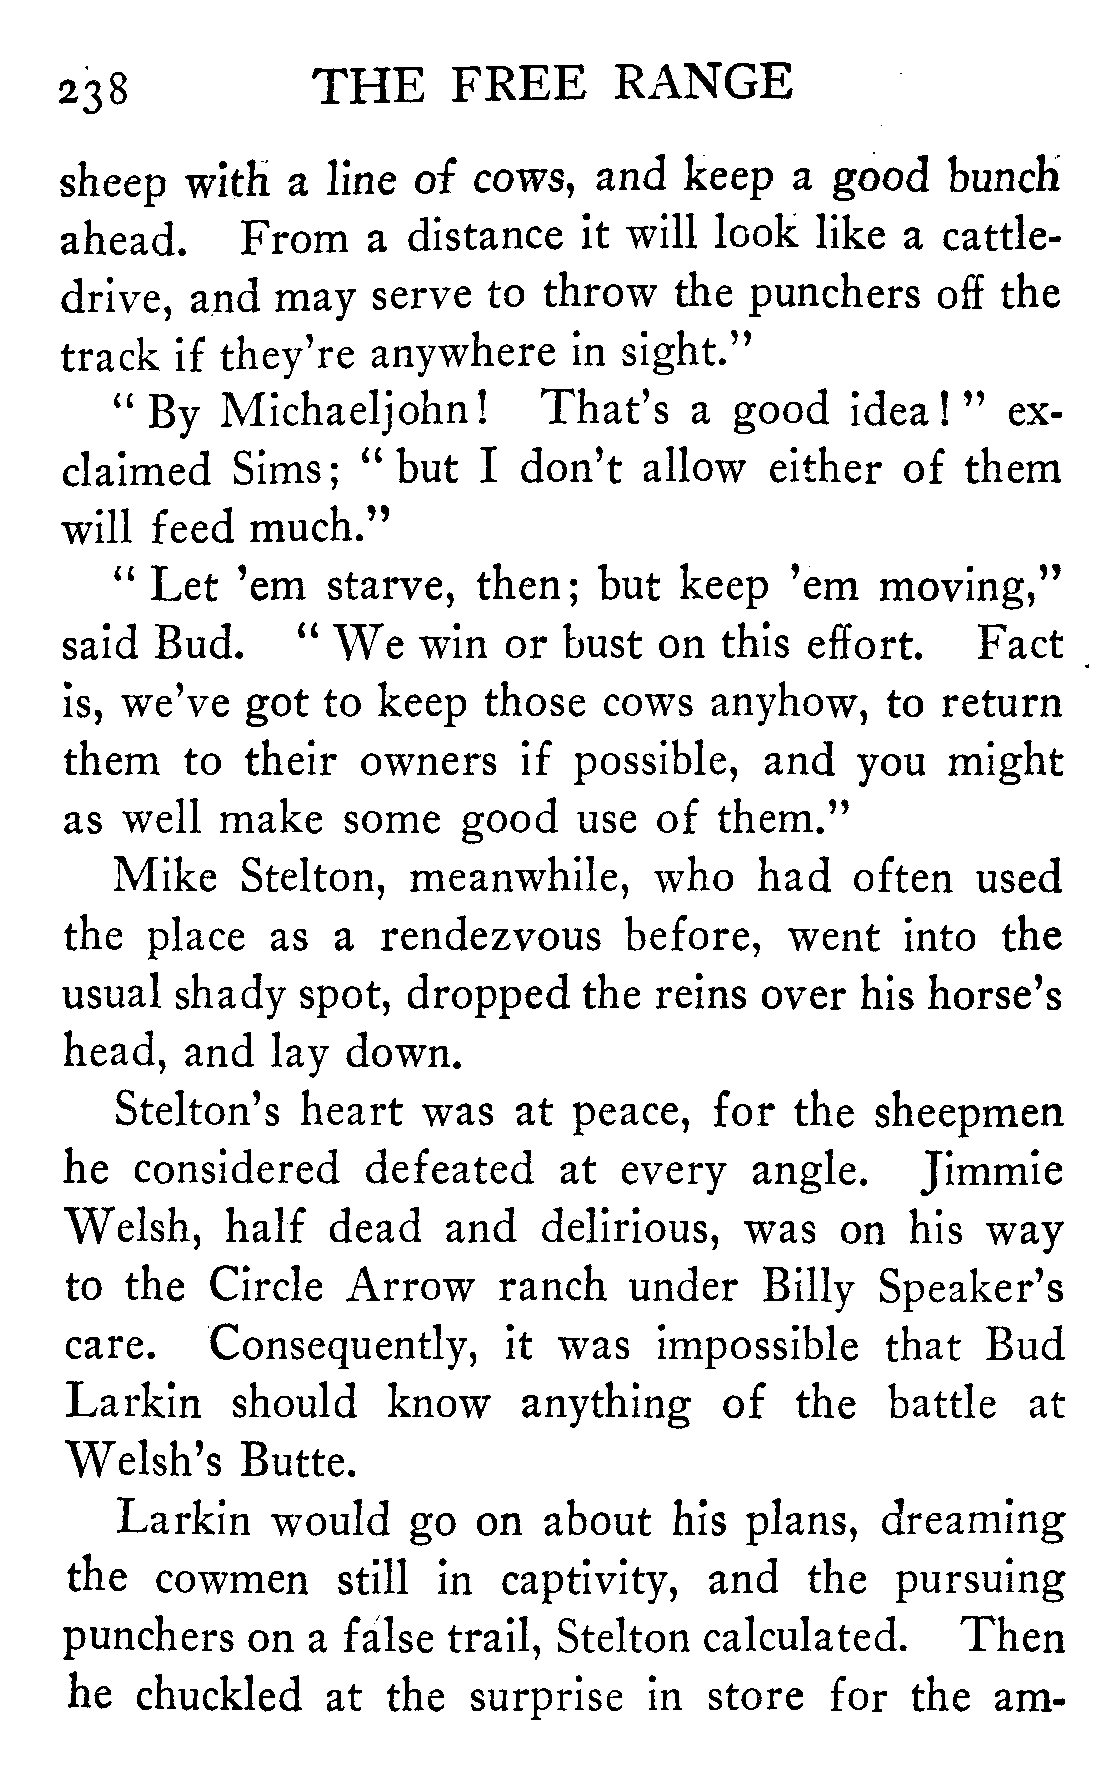 238 THE FREE RANGE
sheep with a line of cows, and keep a good bunch
ahead. From a distance it will look like a cattle-
drive, and may serve to throw the punchers off the
track if they're anywhere in sight."
" By Michaeljohn! That's a good idea! " ex-
claimed Sims; " but I don't allow either of them
will feed much."
" Let 'em starve, then; but keep 'em moving,"
said Bud. " We win or bust on this effort. Fact
is, we've got to keep those cows anyhow, to return
them to their owners if possible, and you might
as well make some good use of them."
Mike Stelton, meanwhile, who had often used
the place as a rendezvous before, went into the
usual shady spot, dropped the reins over his horse's
head, and lay down.
Stelton's heart was at peace, for the sheepmen
he considered defeated at every angle. Jimmie
Welsh, half dead and delirious, was on his way
to the Circle Arrow ranch under Billy Speaker's
care. Consequently, it was impossible that Bud
Larkin should know anything of the battle at
Welsh's Butte.
Larkin would go on about his plans, dreaming
the cowmen still in captivity, and the pursuing
punchers on a false trail, Stelton calculated. Then
he chuckled at the surprise in store for the am-